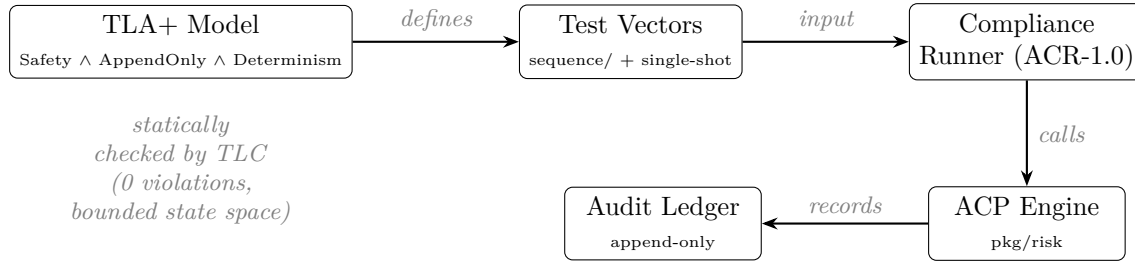 TLA+ Model
Safety ∧ AppendOnly ∧ Determinism
defines
Test Vectors
sequence/ + single-shot
input
Compliance
Runner (ACR-1.0)
statically
checked by TLC
(0 violations,
bounded state space)
calls
Audit Ledger
append-only
records
ACP Engine
pkg/risk